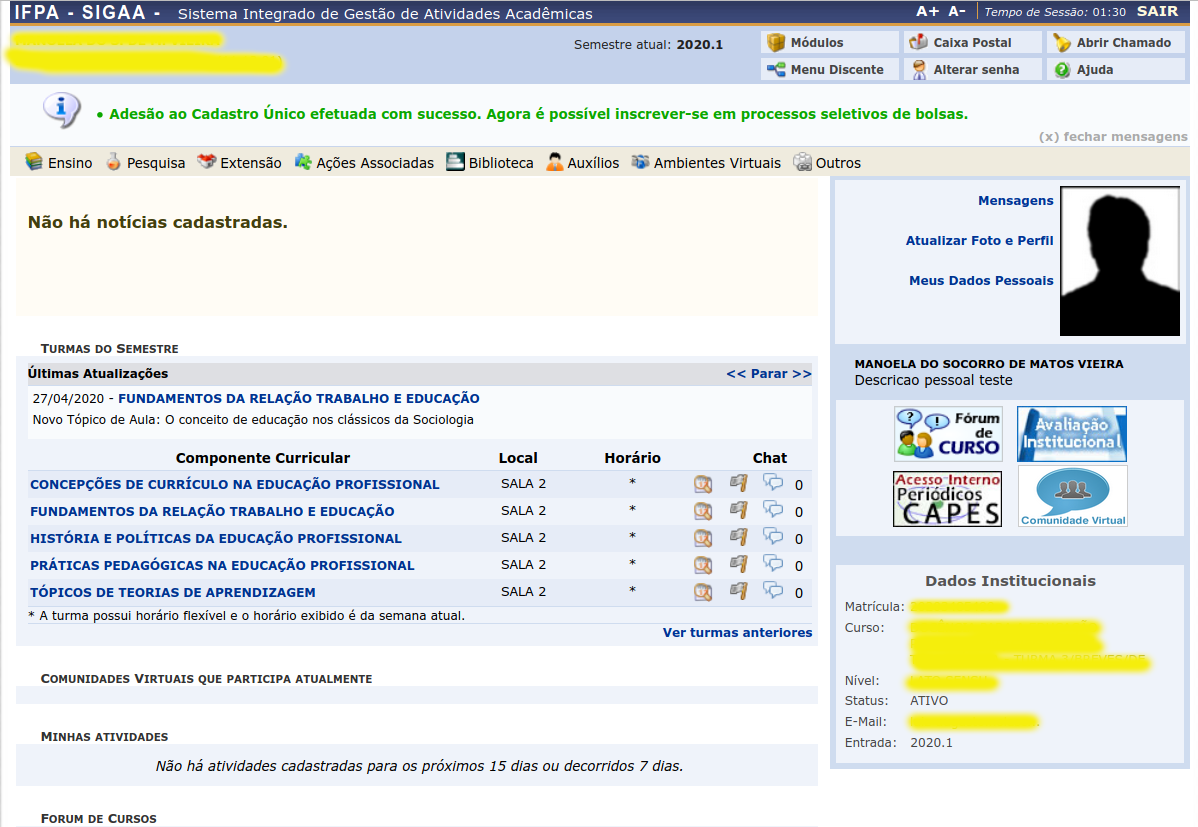 IFPA - SIGAA - Sistema Integrado de Gestão de Atividades Acadêmicas A+ A- Tempo de Sessão: 01:30 SAIR
Semestre atual: 2020.1 Módulos Caixa Postal Abrir Chamado
Menu Discente Alterar senha Ajuda
• Adesão ao Cadastro Único efetuada com sucesso. Agora é possível inscrever-se em processos seletivos de bolsas.
(x) fechar mensagens
Ensino Pesquisa Extensão Ações Associadas Biblioteca Auxílios Ambientes Virtuais Outros
Não há notícias cadastradas.
Turmas do Semestre
Últimas Atualizações << Parar >>
27/04/2020 - FUNDAMENTOS DA RELAÇÃO TRABALHO E EDUCAÇÃO
Novo Tópico de Aula: O conceito de educação nos clássicos da Sociologia
Componente Curricular Local Horário Chat
CONCEPÇÕES DE CURRÍCULO NA EDUCAÇÃO PROFISSIONAL SALA 2 * 0
FUNDAMENTOS DA RELAÇÃO TRABALHO E EDUCAÇÃO SALA 2 * 0
HISTÓRIA E POLÍTICAS DA EDUCAÇÃO PROFISSIONAL SALA 2 * 0
PRÁTICAS PEDAGÓGICAS NA EDUCAÇÃO PROFISSIONAL SALA 2 * 0
TÓPICOS DE TEORIAS DE APRENDIZAGEM SALA 2 * 0
* A turma possui horário flexível e o horário exibido é da semana atual.
Ver turmas anteriores
Comunidades Virtuais que participa atualmente
Minhas atividades
Não há atividades cadastradas para os próximos 15 dias ou decorridos 7 dias.
Forum de Cursos
Mensagens
Atualizar Foto e Perfil
Meus Dados Pessoais
MANOELA DO SOCORRO DE MATOS VIEIRA
Descricao pessoal teste
Fórum
de
CURSO
Avaliação
Institucional
Acesso Interno
Periódicos
CAPES
Comunidade Virtual
Dados Institucionais
Matrícula:
Curso:
Nível:
Status: ATIVO
E-Mail:
Entrada: 2020.1